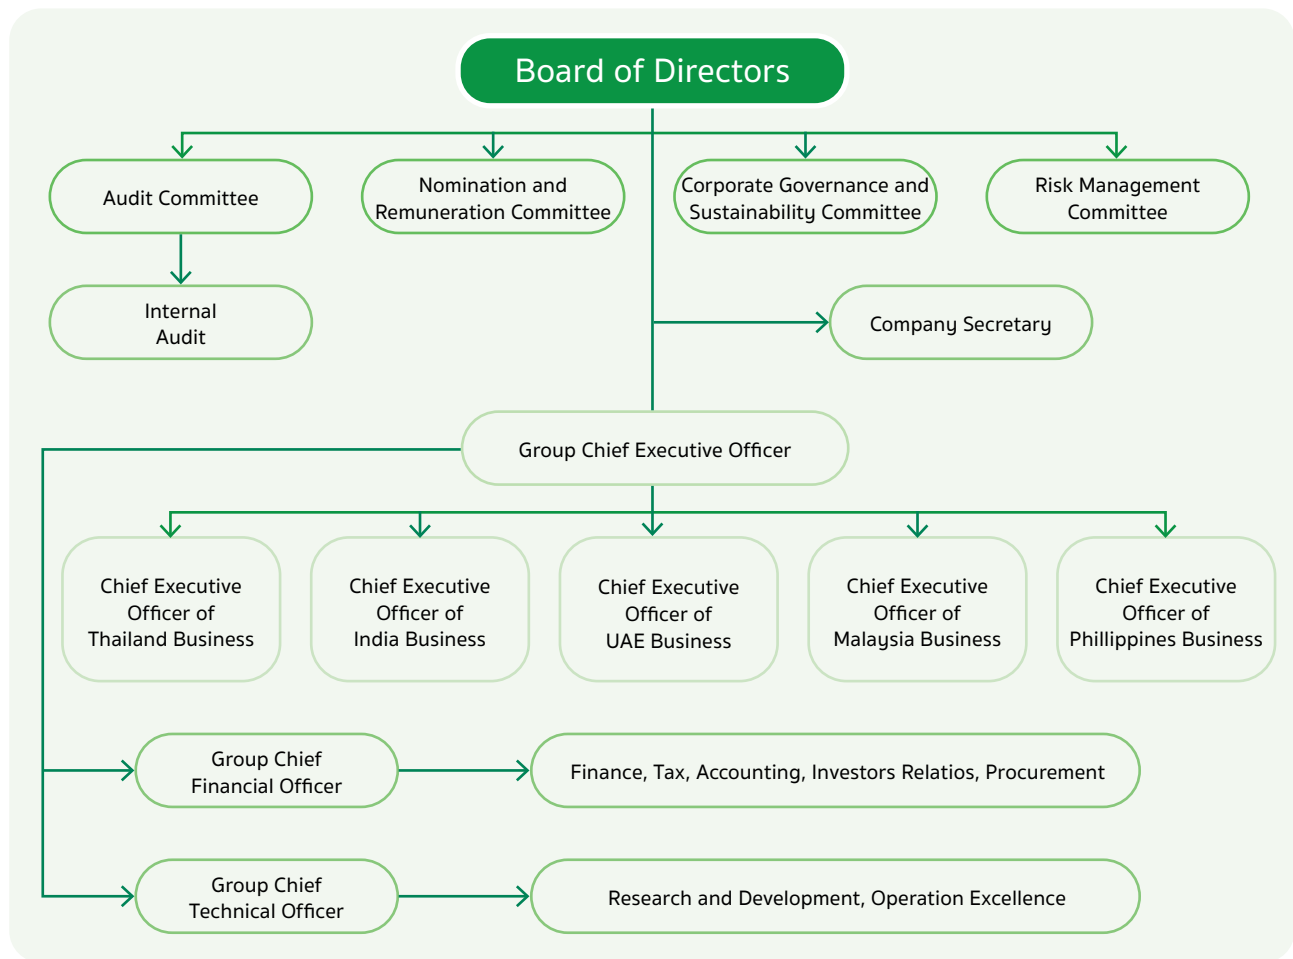 Board of Directors
Audit Committee
Nomination and
Remuneration Committee
Corporate Governance and
Sustainability Committee
Risk Management
Committee
Internal
Audit
Company Secretary
Group Chief Executive Officer
Chief Executive
Officer of
Thailand Business
Chief Executive
Officer of
India Business
Chief Executive
Officer of
UAE Business
Chief Executive
Officer of
Malaysia Business
Chief Executive
Officer of
Phillippines Business
Group Chief
Financial Officer
Finance, Tax, Accounting, Investors Relatios, Procurement
Group Chief
Technical Officer
Research and Development, Operation Excellence